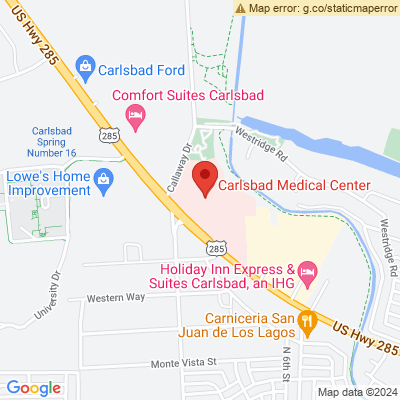 Map error: g.co/staticmaperror
US Hwy 285
Carlsbad Ford
Comfort Suites Carlsbad
Carlsbad
Spring
Number 16
285
Westridge Rd
Callaway Dr
Lowe's Home
Improvement
Carlsbad Medical Center
Westridge Rd
285
Holiday Inn Express &
Suites Carlsbad, an IHG
University Dr
Western Way
Carniceria San
Juan de Los Lagos
US Hwy 285
N 6th St
Monte Vista St
Google
Map data ©2024